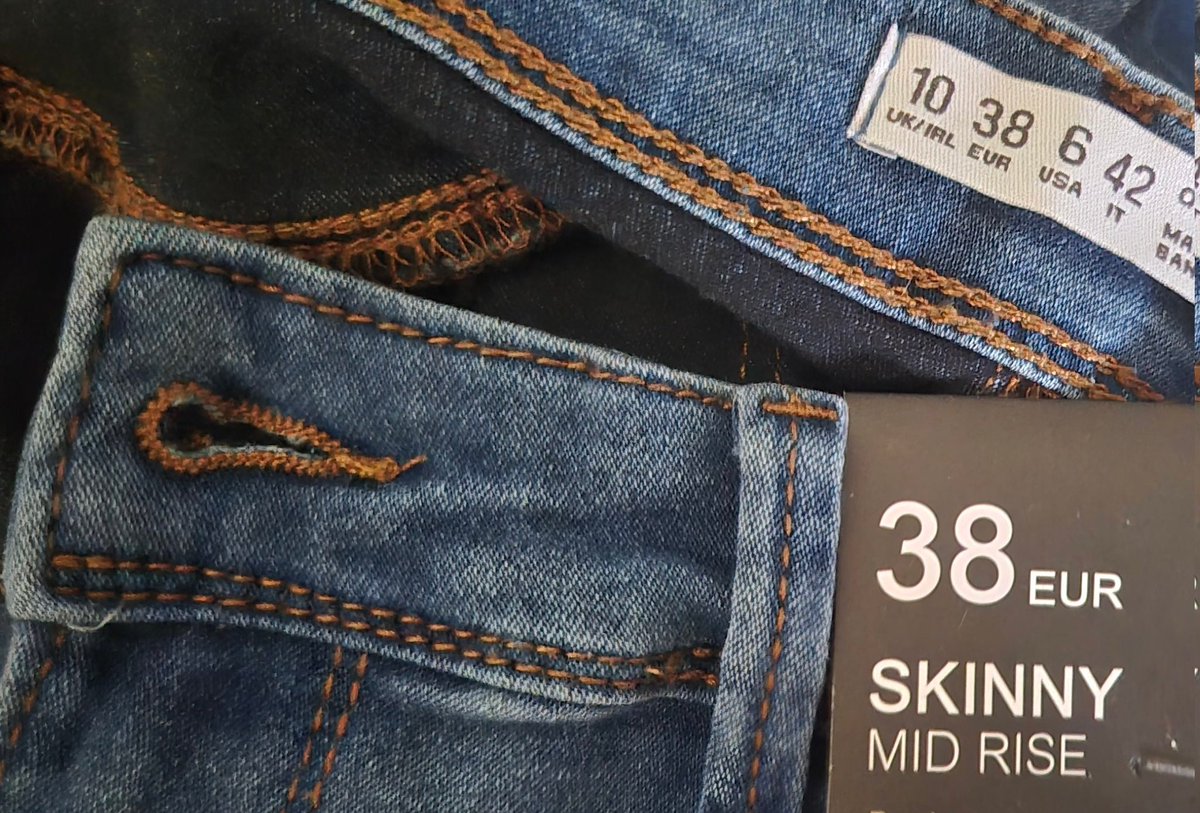 10 38 6 42
UK/IRL EUR USA IT
38 EUR
SKINNY
MID RISE